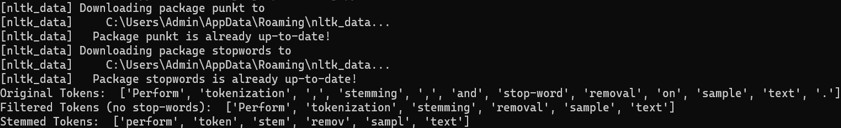 [nltk_data] Downloading package punkt to
[nltk_data]     C:\Users\Admin\AppData\Roaming\nltk_data...
[nltk_data]   Package punkt is already up-to-date!
[nltk_data] Downloading package stopwords to
[nltk_data]     C:\Users\Admin\AppData\Roaming\nltk_data...
[nltk_data]   Package stopwords is already up-to-date!
Original Tokens:  ['Perform', 'tokenization', ',', 'stemming', ',', 'and', 'stop-word', 'removal', 'on', 'sample', 'text', '.']
Filtered Tokens (no stop-words):  ['Perform', 'tokenization', 'stemming', 'removal', 'sample', 'text']
Stemmed Tokens:  ['perform', 'token', 'stem', 'remov', 'sampl', 'text']